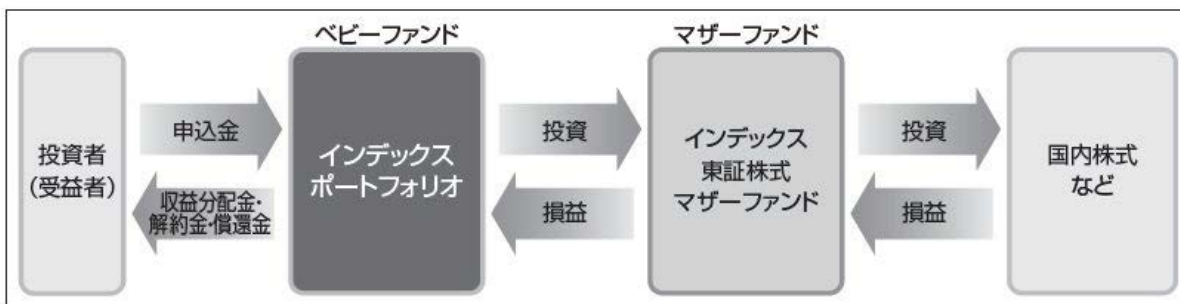 ベビーファンド
マザーファンド
投資者
(受益者)
申込金
収益分配金・
解約金・償還金
インデックス
ポートフォリオ
投資
損益
インデックス
東証株式
マザーファンド
投資
損益
国内株式
など